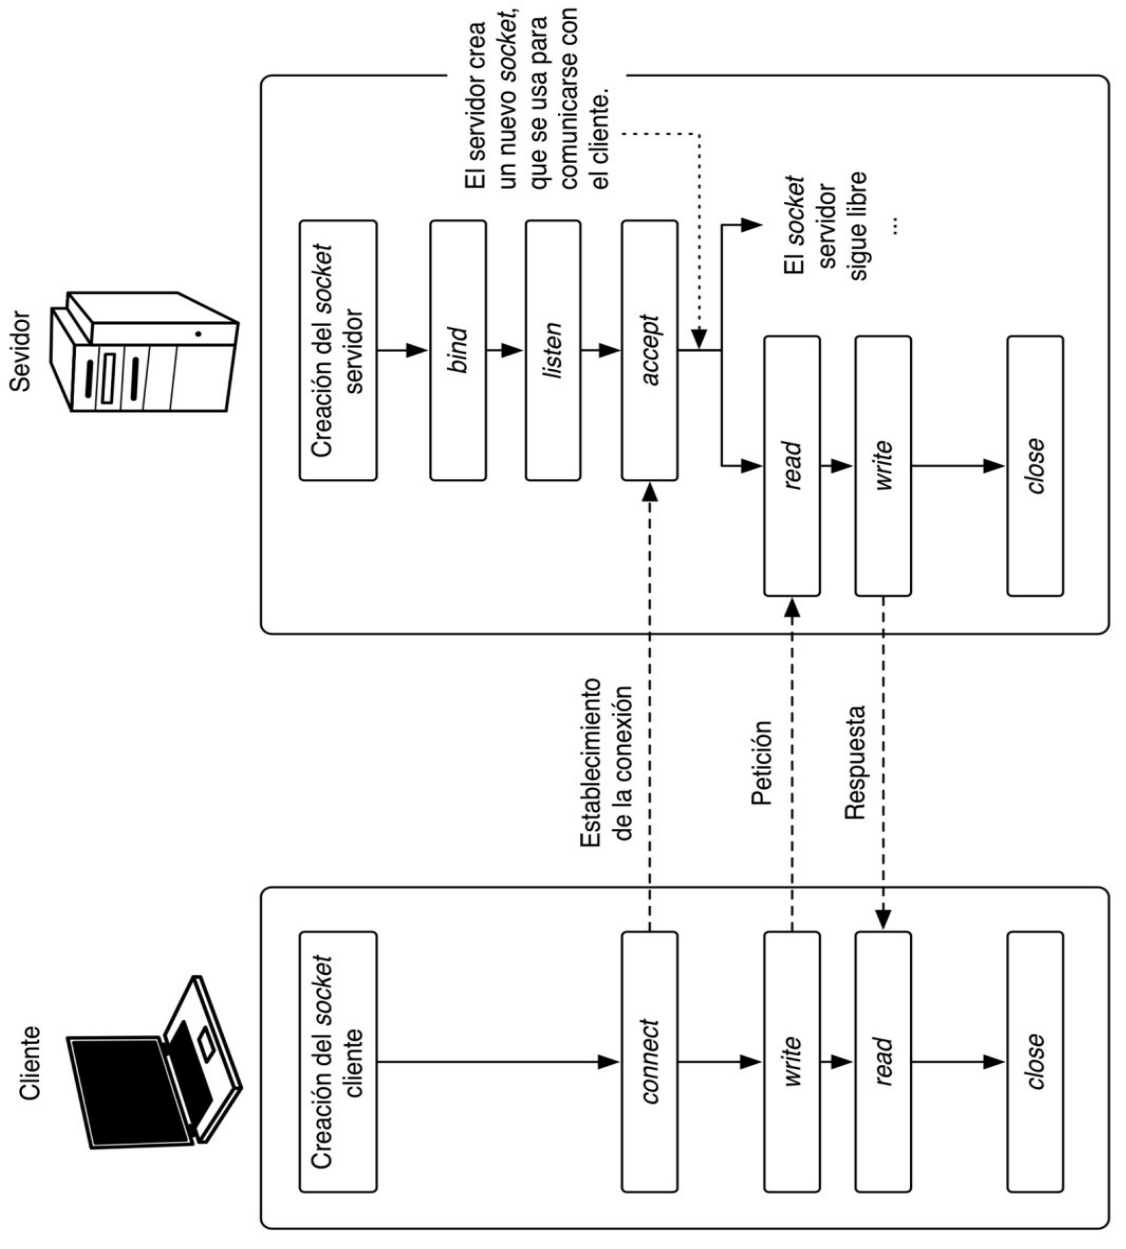 Cliente
Creación del socket
cliente
connect
write
read
close
Establecimiento
de la conexión
Petición
Respuesta
Sevidor
Creación del socket
servidor
bind
listen
accept
read
write
close
El servidor crea
un nuevo socket,
que se usa para
comunicarse con
el cliente.
El socket
servidor
sigue libre
...